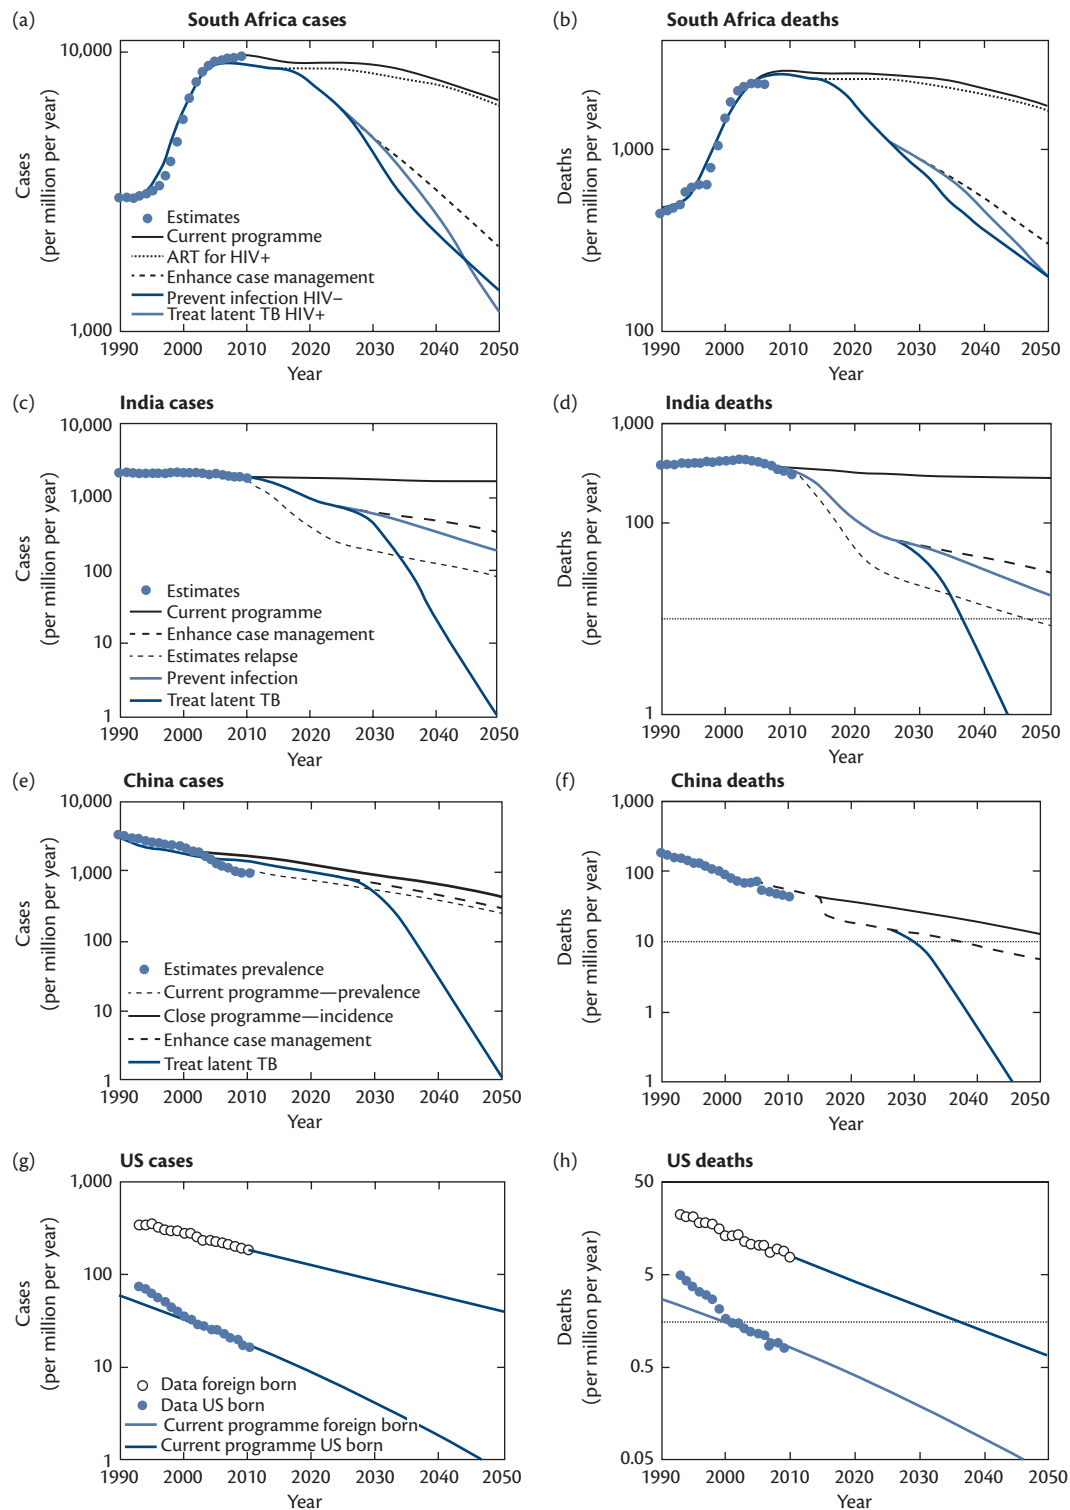 (a) South Africa cases
10,000
1,000
Cases
(per million per year)
Estimates
Current programme
ART for HIV+
Enhance case management
Prevent infection HIV–
Treat latent TB HIV+
1990 2000 2010 2020 2030 2040 2050
Year
(b) South Africa deaths
1,000
100
Deaths
(per million per year)
1990 2000 2010 2020 2030 2040 2050
Year
(c) India cases
10,000
1,000
100
10
1
Cases
(per million per year)
Estimates
Current programme
Enhance case management
Estimates relapse
Prevent infection
Treat latent TB
1990 2000 2010 2020 2030 2040 2050
Year
(d) India deaths
1,000
100
1
Deaths
(per million per year)
1990 2000 2010 2020 2030 2040 2050
Year
(e) China cases
10,000
1,000
100
10
1
Cases
(per million per year)
Estimates prevalence
Current programme—prevalence
Close programme—incidence
Enhance case management
Treat latent TB
1990 2000 2010 2020 2030 2040 2050
Year
(f) China deaths
1,000
100
10
1
1
Deaths
(per million per year)
1990 2000 2010 2020 2030 2040 2050
Year
(g) US cases
1,000
100
10
1
Cases
(per million per year)
Data foreign born
Data US born
Current programme foreign born
Current programme US born
1990 2000 2010 2020 2030 2040 2050
Year
(h) US deaths
50
5
0.5
0.05
Deaths
(per million per year)
1990 2000 2010 2020 2030 2040 2050
Year